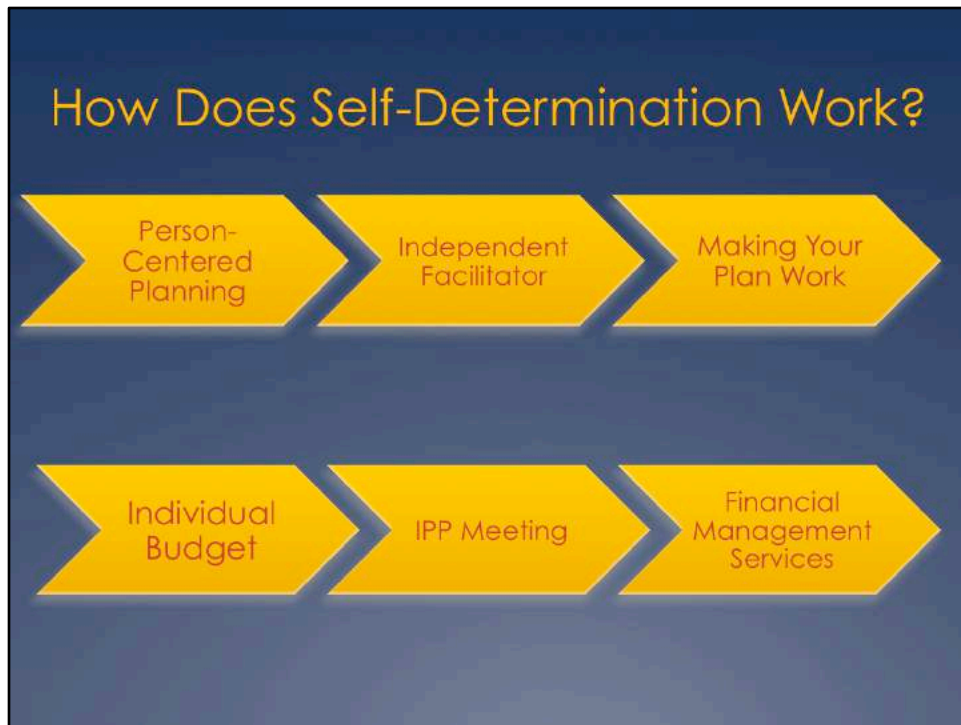 How Does Self-Determination Work?
Person-
Centered
Planning
Independent
Facilitator
Making Your
Plan Work
Individual
Budget
IPP Meeting
Financial
Management
Services